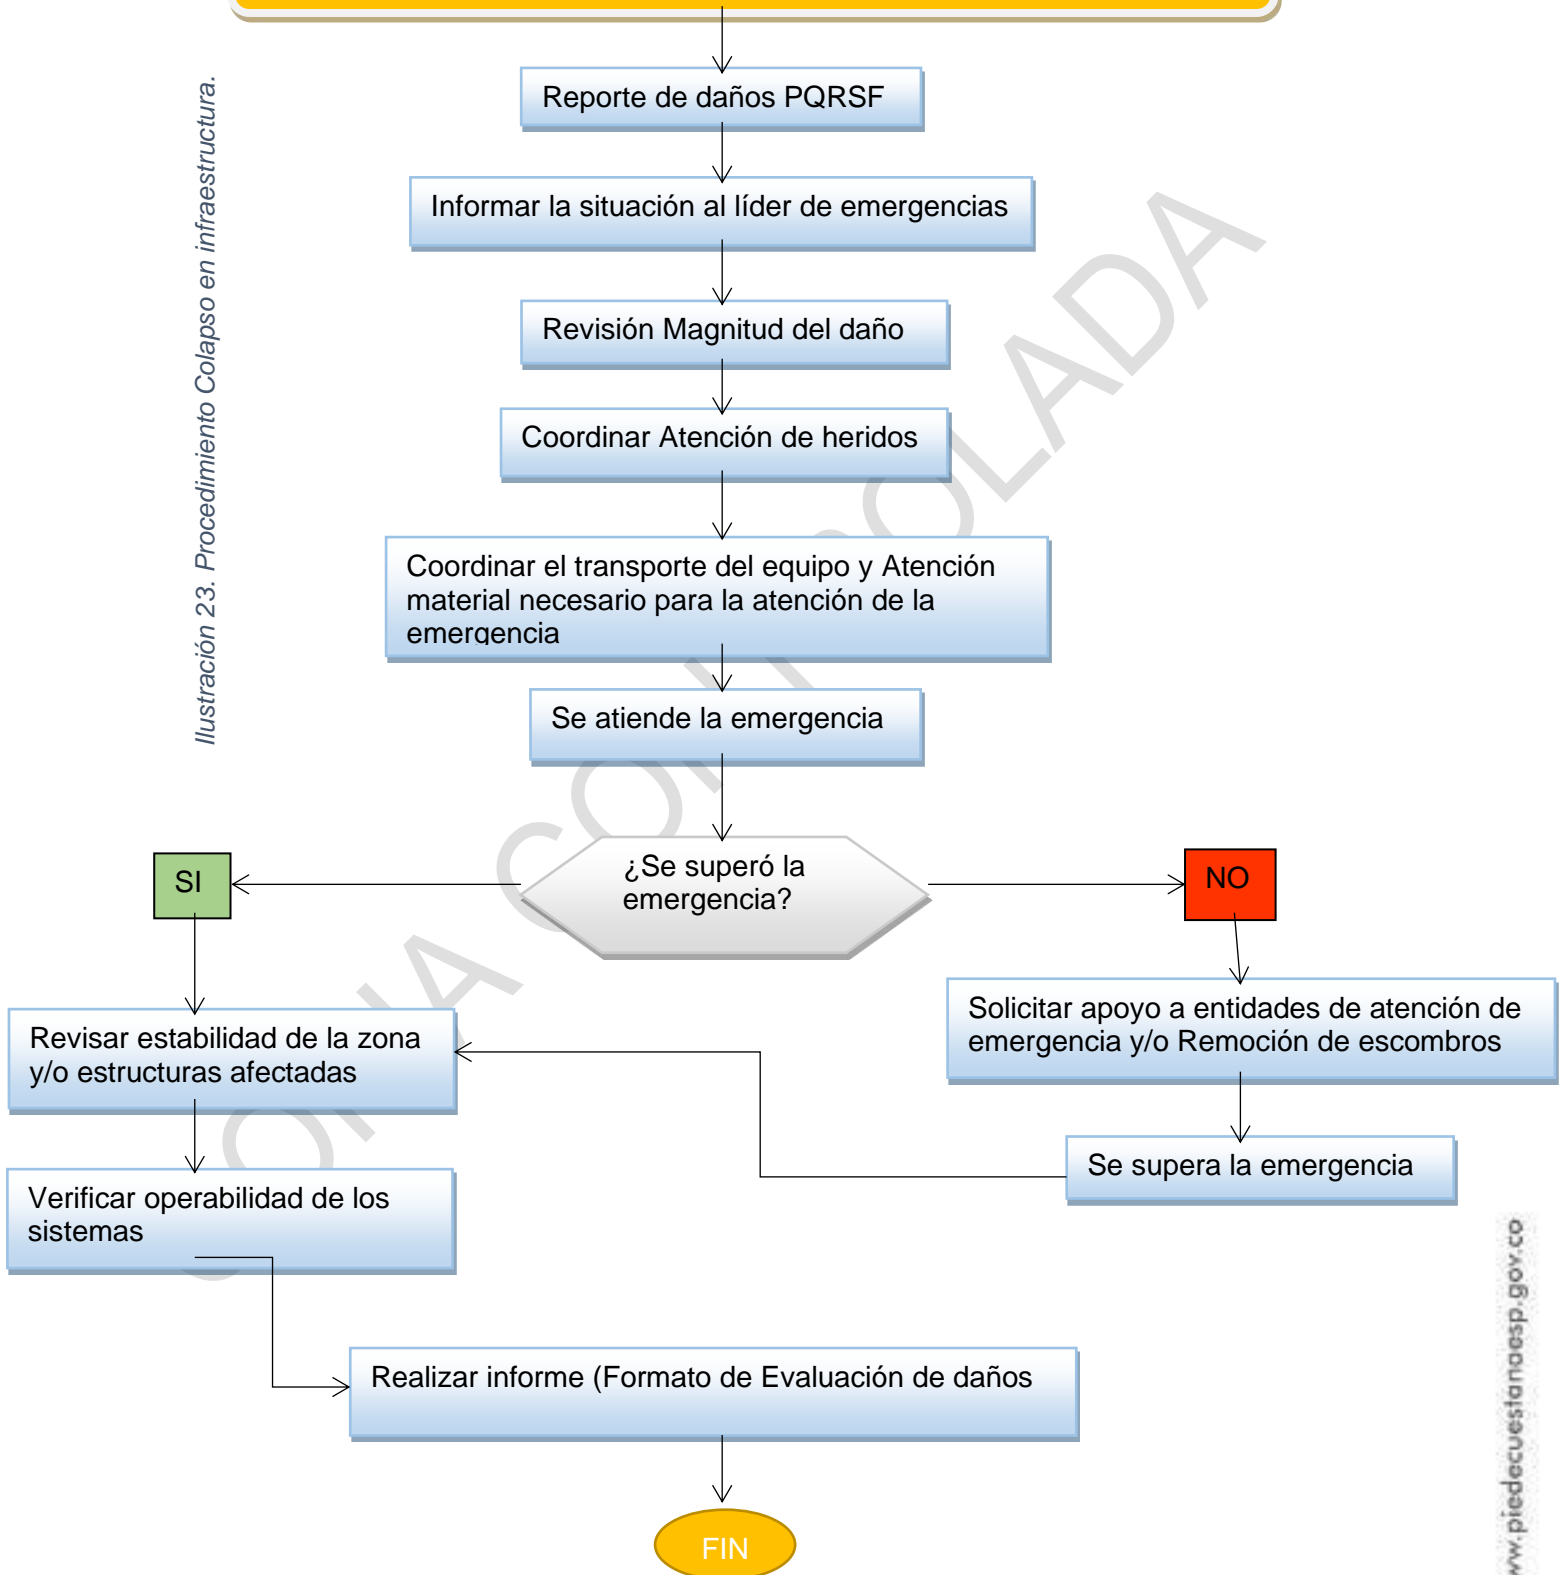 Ilustración 23. Procedimiento Colapso en infraestructura.
Reporte de daños PQRSF
Informar la situación al líder de emergencias
Revisión Magnitud del daño
Coordinar Atención de heridos
Coordinar el transporte del equipo y Atención
material necesario para la atención de la
emergencia
Se atiende la emergencia
¿Se superó la
emergencia?
SI
NO
Solicitar apoyo a entidades de atención de
emergencia y/o Remoción de escombros
Revisar estabilidad de la zona
y/o estructuras afectadas
Se supera la emergencia
Verificar operabilidad de los
sistemas
Realizar informe (Formato de Evaluación de daños
FIN
COPIA CONTROLADA
ww.piedecuestanaesp.gov.co